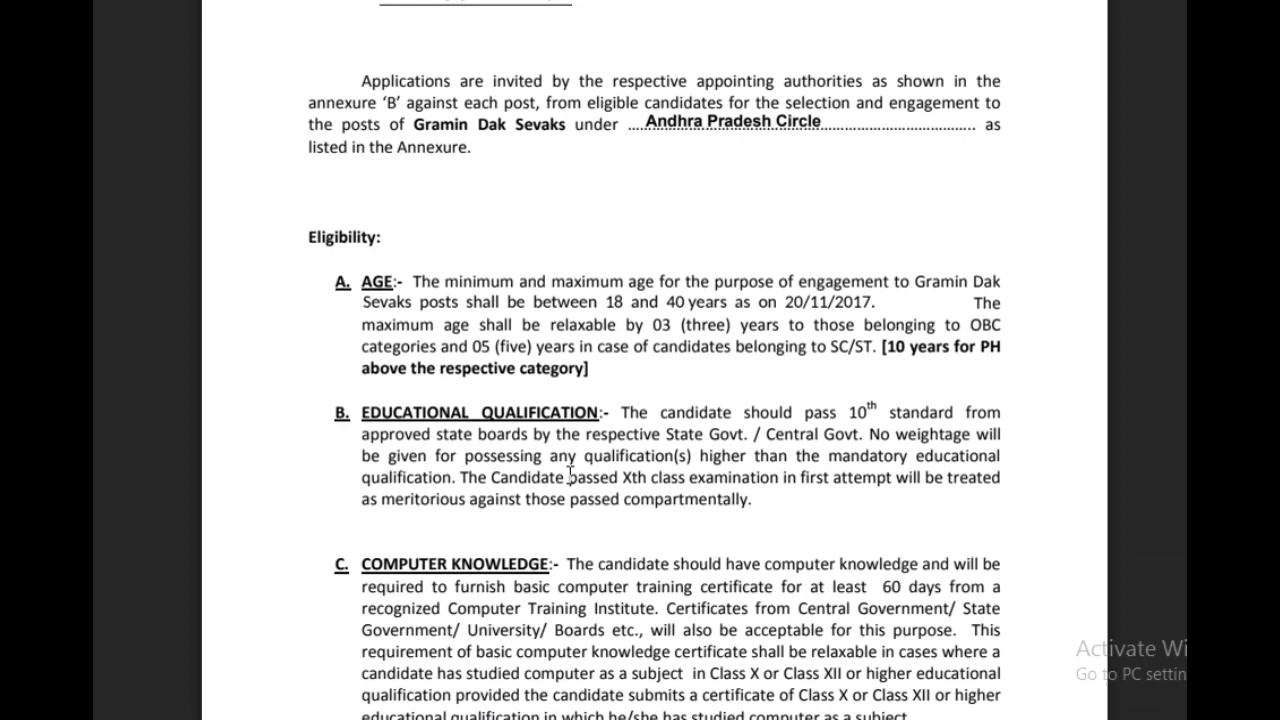 Applications are invited by the respective appointing authorities as shown in the
annexure ‘B’ against each post, from eligible candidates for the selection and engagement to
the posts of Gramin Dak Sevaks under ....Andhra Pradesh Circle.......................................... as
listed in the Annexure.
Eligibility:
A. AGE:- The minimum and maximum age for the purpose of engagement to Gramin Dak
Sevaks posts shall be between 18 and 40 years as on 20/11/2017. The
maximum age shall be relaxable by 03 (three) years to those belonging to OBC
categories and 05 (five) years in case of candidates belonging to SC/ST. [10 years for PH
above the respective category]
B. EDUCATIONAL QUALIFICATION:- The candidate should pass 10th standard from
approved state boards by the respective State Govt. / Central Govt. No weightage will
be given for possessing any qualification(s) higher than the mandatory educational
qualification. The Candidate passed Xth class examination in first attempt will be treated
as meritorious against those passed compartmentally.
C. COMPUTER KNOWLEDGE:- The candidate should have computer knowledge and will be
required to furnish basic computer training certificate for at least 60 days from a
recognized Computer Training Institute. Certificates from Central Government/ State
Government/ University/ Boards etc., will also be acceptable for this purpose. This
requirement of basic computer knowledge certificate shall be relaxable in cases where a
candidate has studied computer as a subject in Class X or Class XII or higher educational
qualification provided the candidate submits a certificate of Class X or Class XII or higher
educational qualification in which he/she has studied computer as a subject.
Activate Wi
Go to PC settin